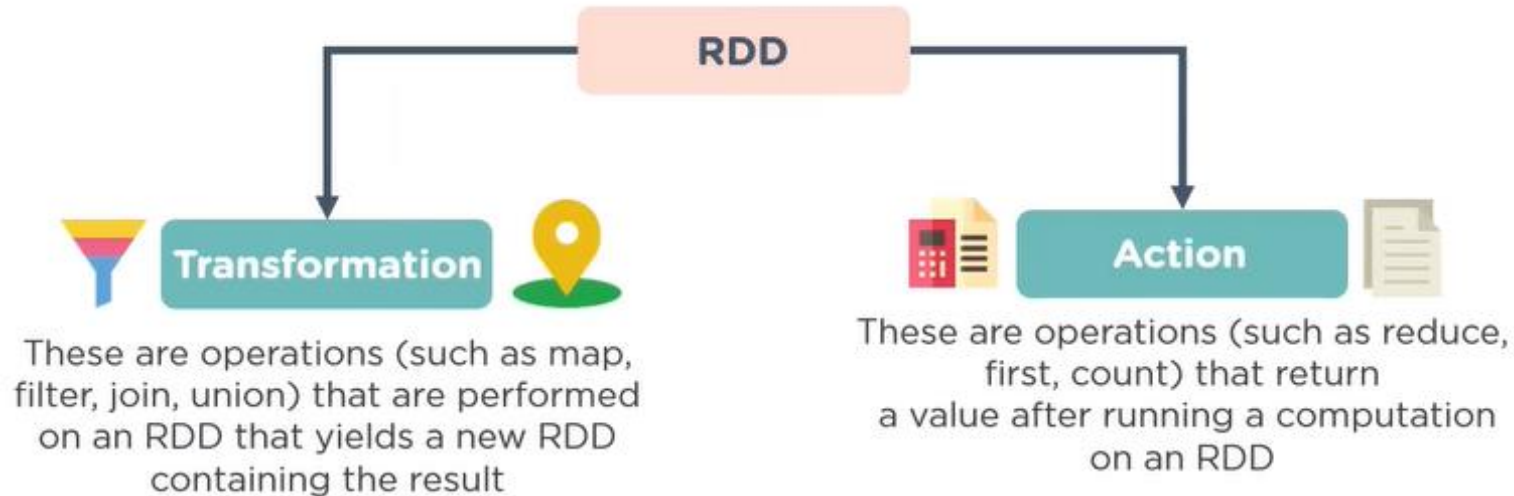 RDD
Transformation
These are operations (such as map,
filter, join, union) that are performed
on an RDD that yields a new RDD
containing the result
Action
These are operations (such as reduce,
first, count) that return
a value after running a computation
on an RDD